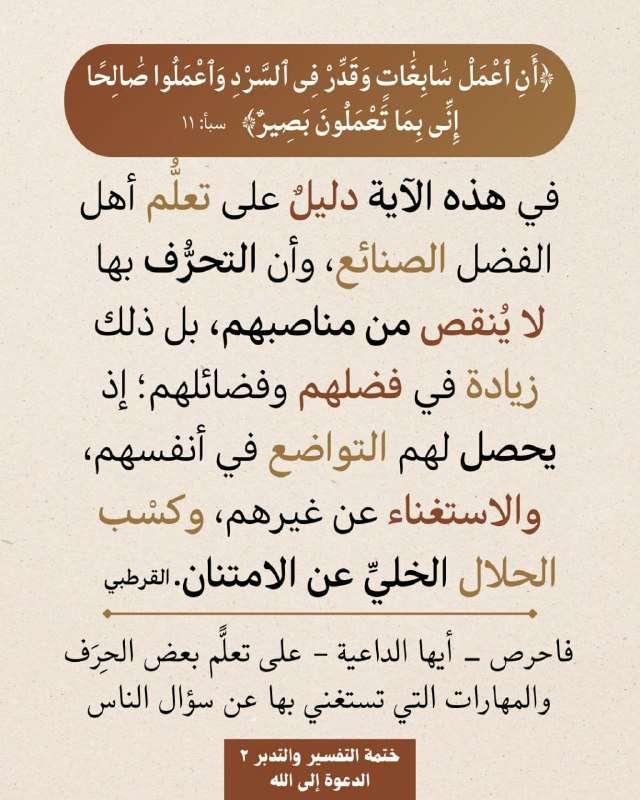 ﴿أَنِ ٱعْمَلْ سَٰبِغَٰتٍ وَقَدِّرْ فِى ٱلسَّرْدِ وَٱعْمَلُوا صَٰلِحًا
إِنِّى بِمَا تَعْمَلُونَ بَصِيرٌ﴾ سبأ: ١١
في هذه الآية دليلٌ على تعلُّم أهل
الفضل الصنائع، وأن التحرُّف بها
لا يُنقص من مناصبهم، بل ذلك
زيادة في فضلهم وفضائلهم؛ إذ
يحصل لهم التواضع في أنفسهم،
والاستغناء عن غيرهم، وكسْب
الحلال الخليِّ عن الامتنان. القرطبي
فاحرص – أيها الداعية – على تعلُّم بعض الحِرَف
والمهارات التي تستغني بها عن سؤال الناس
ختمة التفسير والتدبر ٢
الدعوة إلى الله